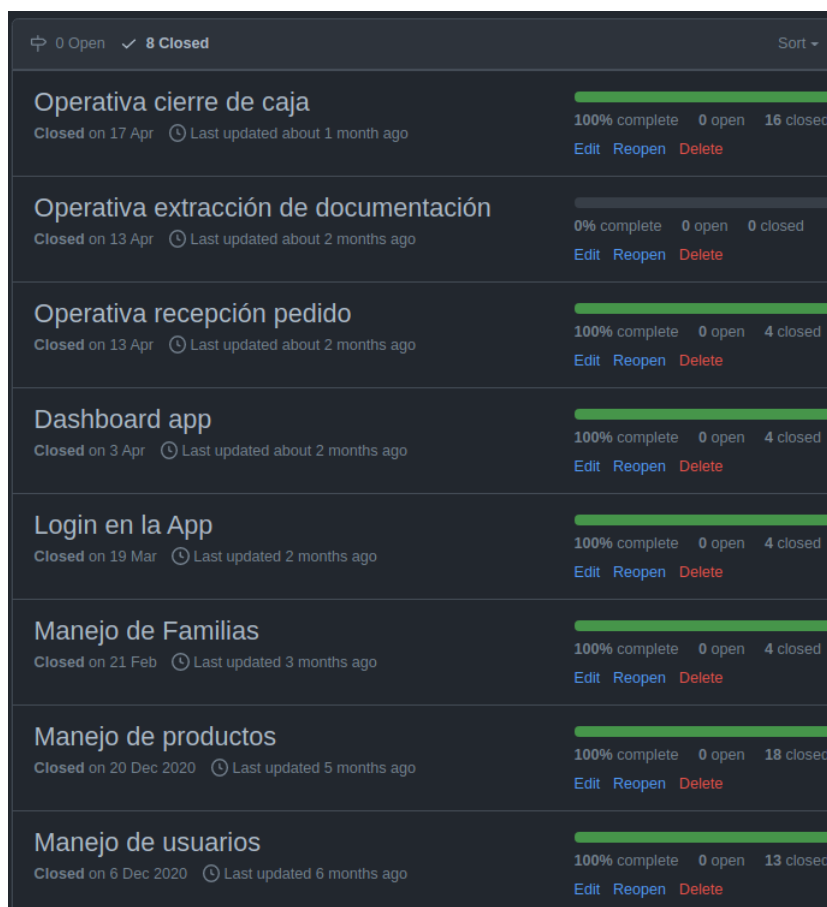 0 Open 8 Closed Sort
Operativa cierre de caja
Closed on 17 Apr Last updated about 1 month ago
100% complete 0 open 16 closed
Edit Reopen Delete
Operativa extracción de documentación
Closed on 13 Apr Last updated about 2 months ago
0% complete 0 open 0 closed
Edit Reopen Delete
Operativa recepción pedido
Closed on 13 Apr Last updated about 2 months ago
100% complete 0 open 4 closed
Edit Reopen Delete
Dashboard app
Closed on 3 Apr Last updated about 2 months ago
100% complete 0 open 4 closed
Edit Reopen Delete
Login en la App
Closed on 19 Mar Last updated 2 months ago
100% complete 0 open 4 closed
Edit Reopen Delete
Manejo de Familias
Closed on 21 Feb Last updated 3 months ago
100% complete 0 open 4 closed
Edit Reopen Delete
Manejo de productos
Closed on 20 Dec 2020 Last updated 5 months ago
100% complete 0 open 18 closed
Edit Reopen Delete
Manejo de usuarios
Closed on 6 Dec 2020 Last updated 6 months ago
100% complete 0 open 13 closed
Edit Reopen Delete